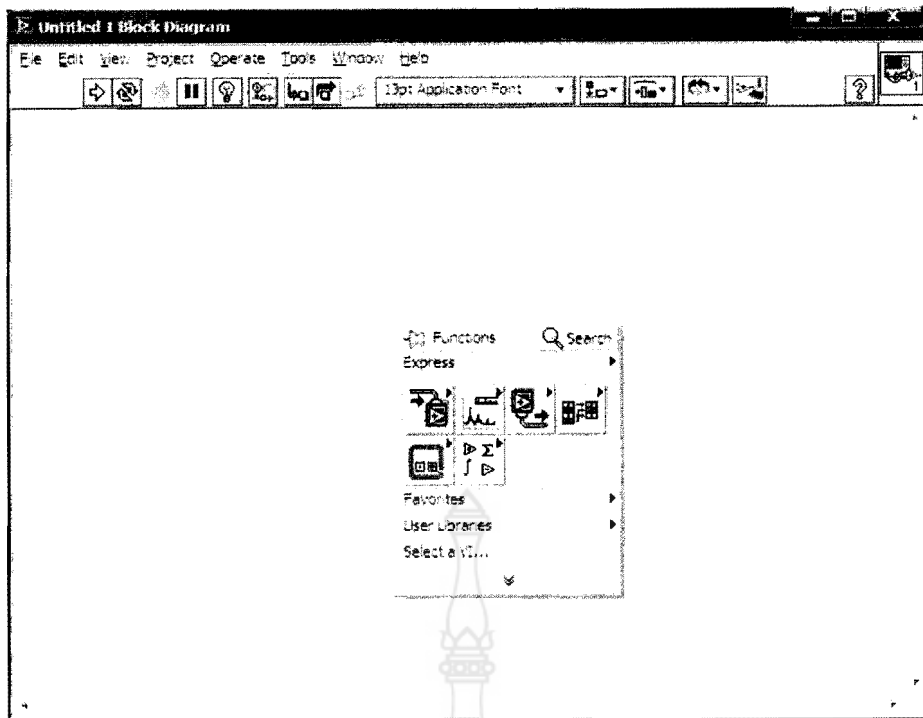 Untitled 1 Block Diagram
File Edit View Project Operate Tools Window Help
13pt Application Font
?
1
Functions Search
Express
Favorites
User Libraries
Select a VI...